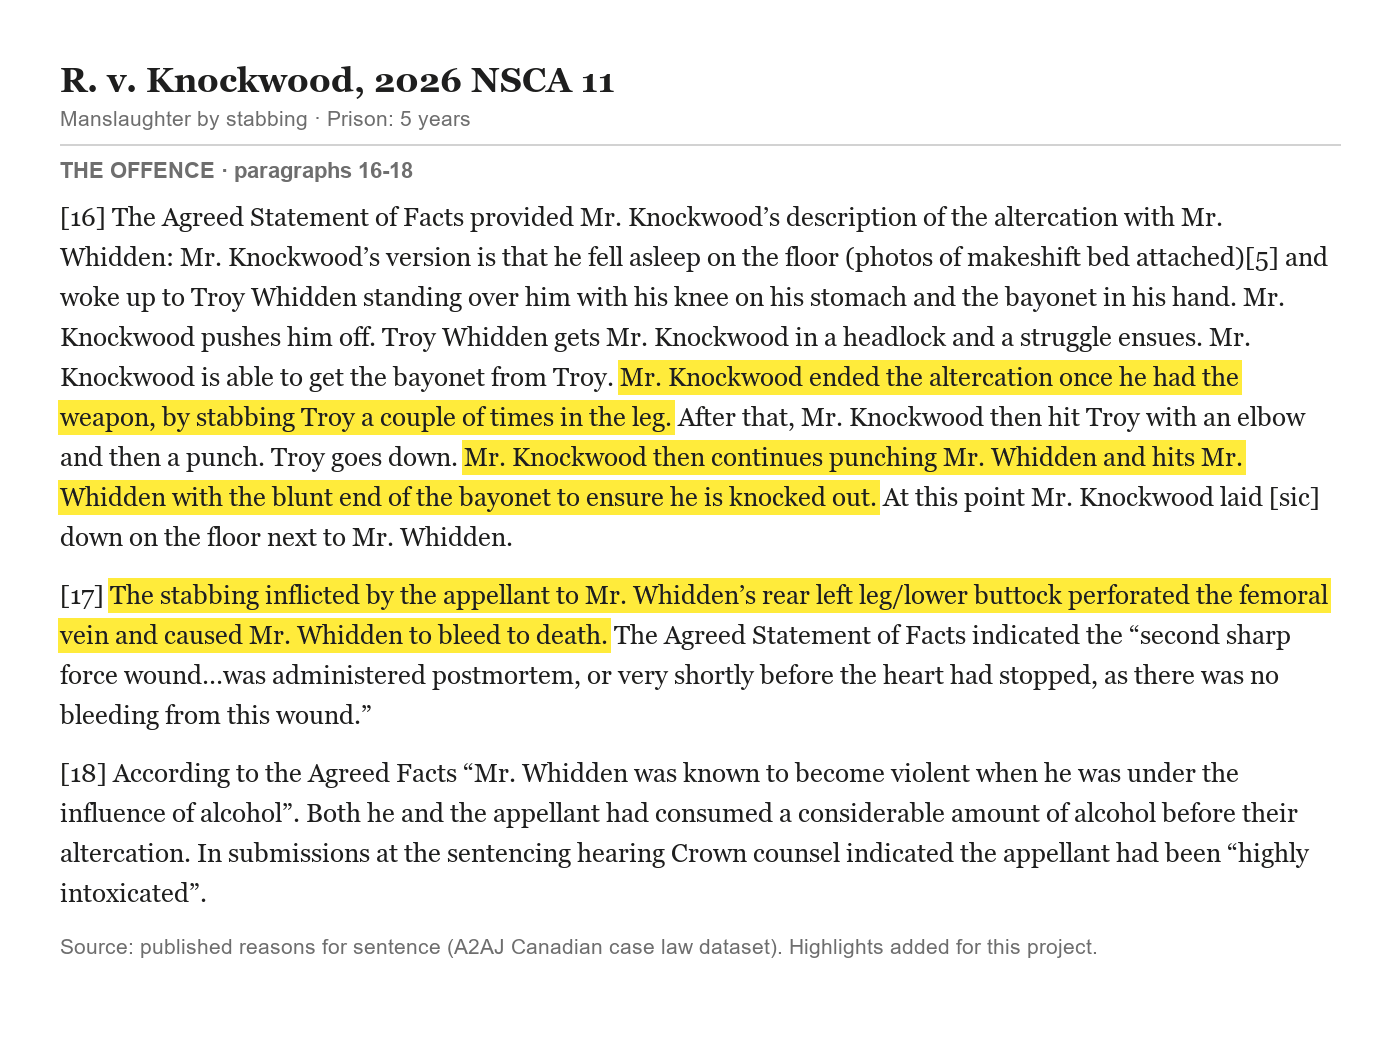 R. v. Knockwood, 2026 NSCA 11
Manslaughter by stabbing · Prison: 5 years
THE OFFENCE · paragraphs 16-18
[16] The Agreed Statement of Facts provided Mr. Knockwood’s description of the altercation with Mr.
Whidden: Mr. Knockwood’s version is that he fell asleep on the floor (photos of makeshift bed attached)[5] and
woke up to Troy Whidden standing over him with his knee on his stomach and the bayonet in his hand. Mr.
Knockwood pushes him off. Troy Whidden gets Mr. Knockwood in a headlock and a struggle ensues. Mr.
Knockwood is able to get the bayonet from Troy. Mr. Knockwood ended the altercation once he had the
weapon, by stabbing Troy a couple of times in the leg. After that, Mr. Knockwood then hit Troy with an elbow
and then a punch. Troy goes down. Mr. Knockwood then continues punching Mr. Whidden and hits Mr.
Whidden with the blunt end of the bayonet to ensure he is knocked out. At this point Mr. Knockwood laid [sic]
down on the floor next to Mr. Whidden.
[17] The stabbing inflicted by the appellant to Mr. Whidden’s rear left leg/lower buttock perforated the femoral
vein and caused Mr. Whidden to bleed to death. The Agreed Statement of Facts indicated the “second sharp
force wound…was administered postmortem, or very shortly before the heart had stopped, as there was no
bleeding from this wound.”
[18] According to the Agreed Facts “Mr. Whidden was known to become violent when he was under the
influence of alcohol”. Both he and the appellant had consumed a considerable amount of alcohol before their
altercation. In submissions at the sentencing hearing Crown counsel indicated the appellant had been “highly
intoxicated”.
Source: published reasons for sentence (A2AJ Canadian case law dataset). Highlights added for this project.